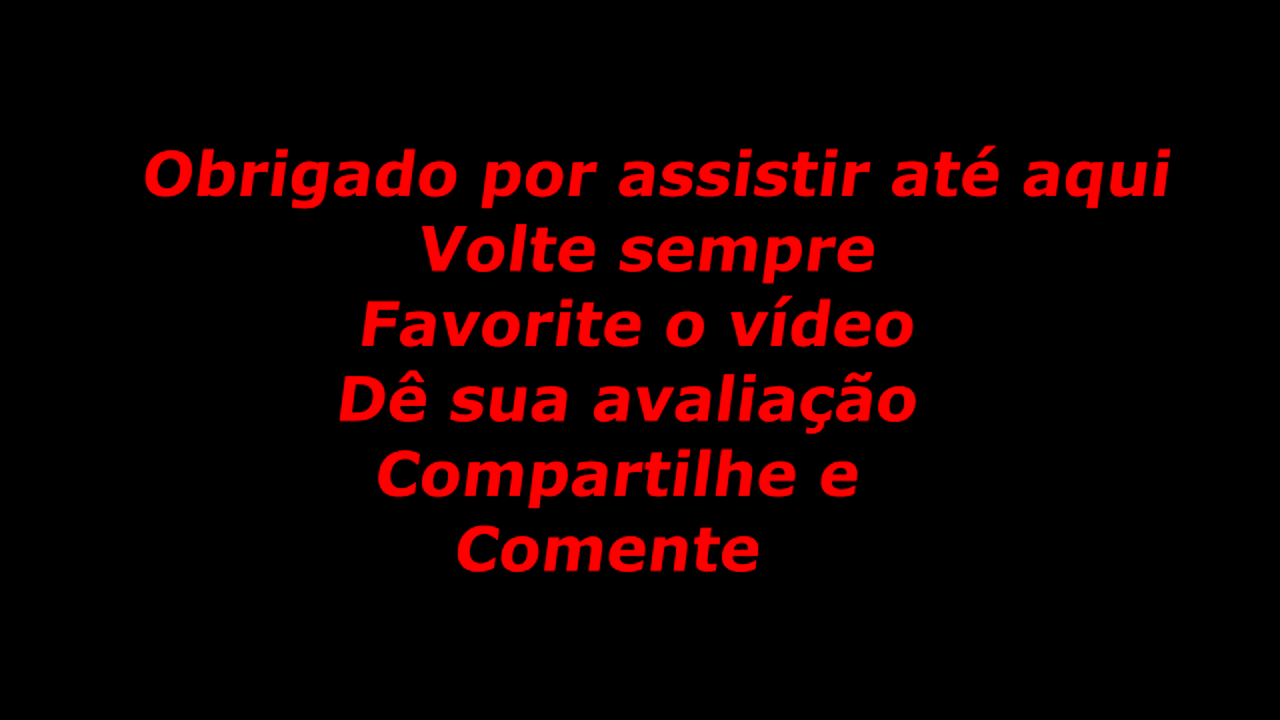 Obrigado por assistir até aqui
Volte sempre
Favorite o vídeo
Dê sua avaliação
Compartilhe e
Comente